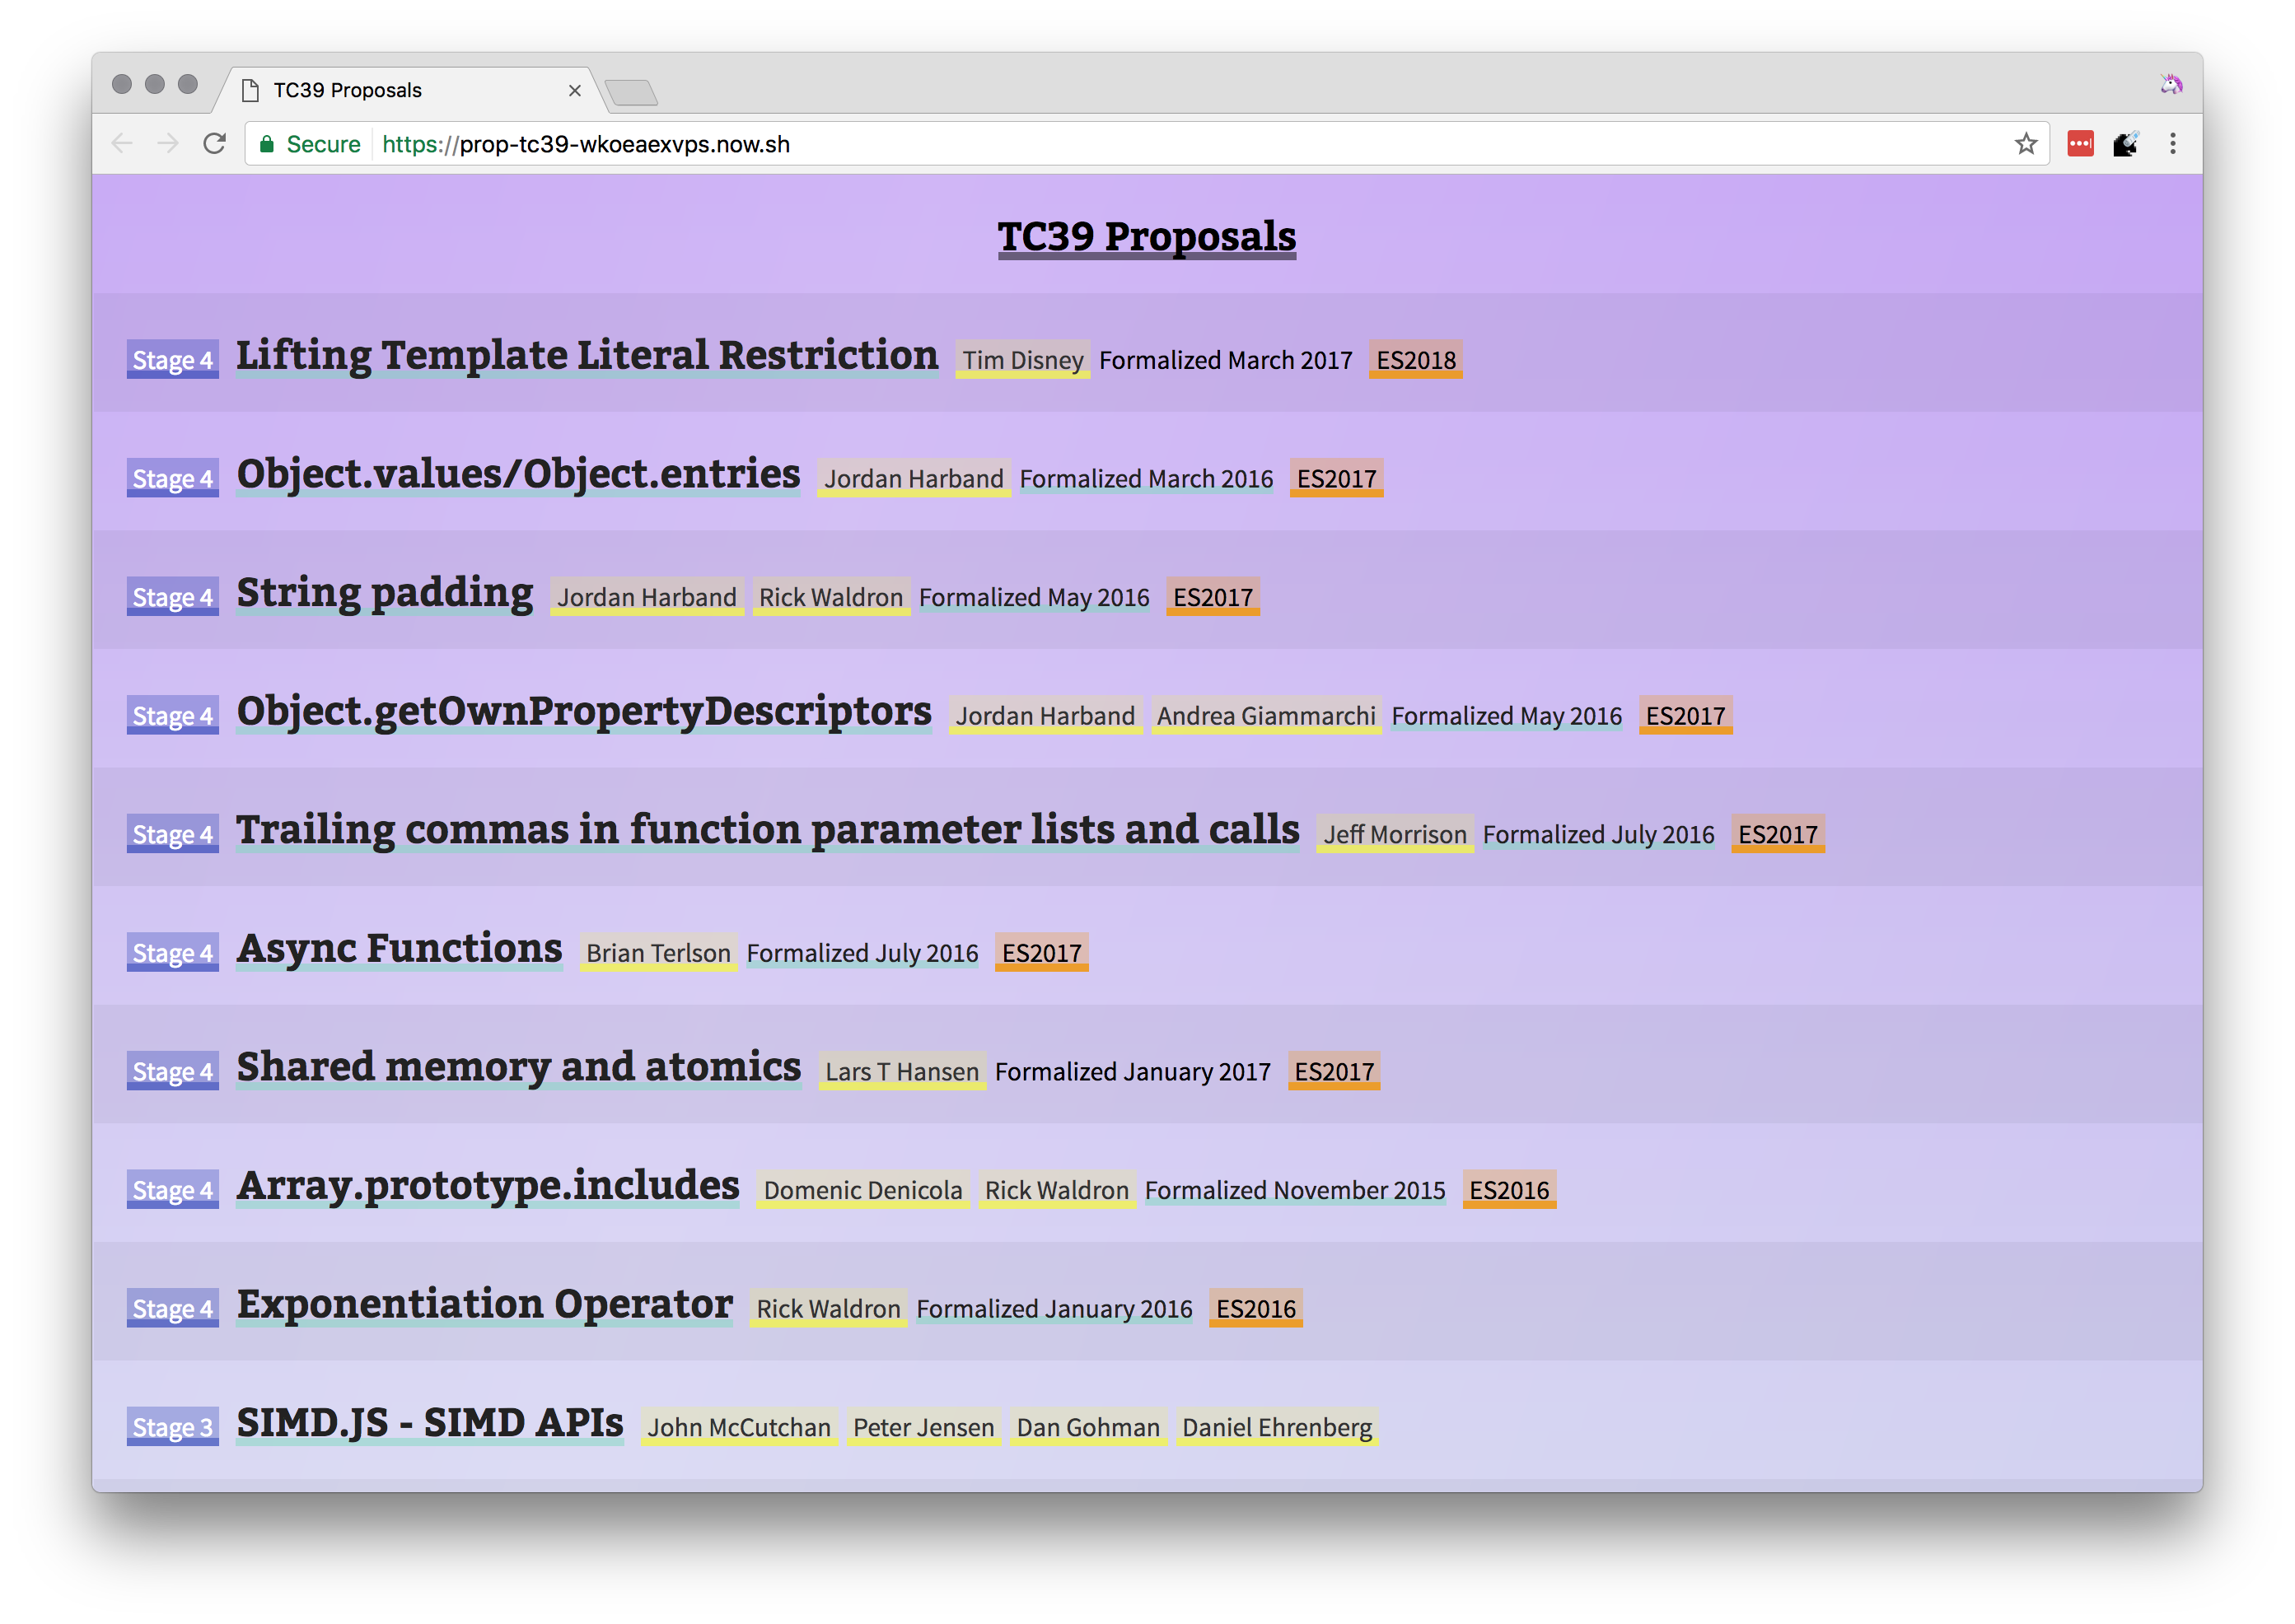 TC39 Proposals
Secure https://prop-tc39-wkoeaexvps.now.sh
TC39 Proposals
Stage 4 Lifting Template Literal Restriction Tim Disney Formalized March 2017 ES2018
Stage 4 Object.values/Object.entries Jordan Harband Formalized March 2016 ES2017
Stage 4 String padding Jordan Harband Rick Waldron Formalized May 2016 ES2017
Stage 4 Object.getOwnPropertyDescriptors Jordan Harband Andrea Giammarchi Formalized May 2016 ES2017
Stage 4 Trailing commas in function parameter lists and calls Jeff Morrison Formalized July 2016 ES2017
Stage 4 Async Functions Brian Terlson Formalized July 2016 ES2017
Stage 4 Shared memory and atomics Lars T Hansen Formalized January 2017 ES2017
Stage 4 Array.prototype.includes Domenic Denicola Rick Waldron Formalized November 2015 ES2016
Stage 4 Exponentiation Operator Rick Waldron Formalized January 2016 ES2016
Stage 3 SIMD.JS - SIMD APIs John McCutchan Peter Jensen Dan Gohman Daniel Ehrenberg